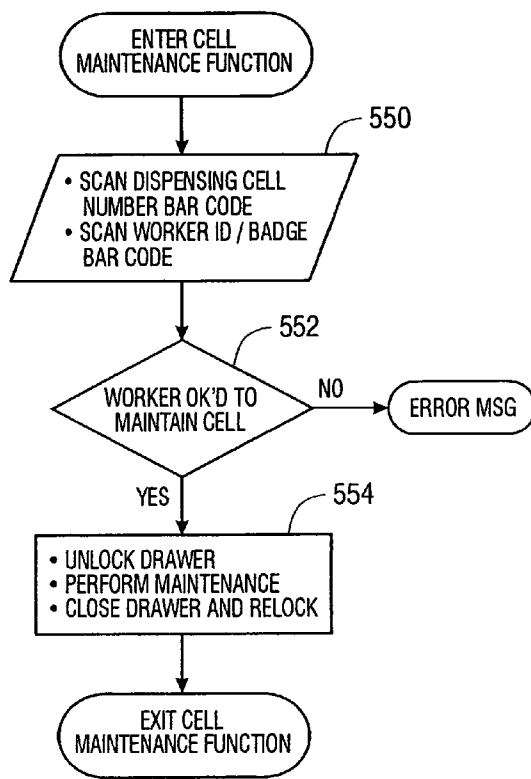 ENTER CELL
MAINTENANCE FUNCTION
550
• SCAN DISPENSING CELL
NUMBER BAR CODE
• SCAN WORKER ID / BADGE
BAR CODE
552
WORKER OK'D TO
MAINTAIN CELL
NO
ERROR MSG
YES
554
• UNLOCK DRAWER
• PERFORM MAINTENANCE
• CLOSE DRAWER AND RELOCK
EXIT CELL
MAINTENANCE FUNCTION